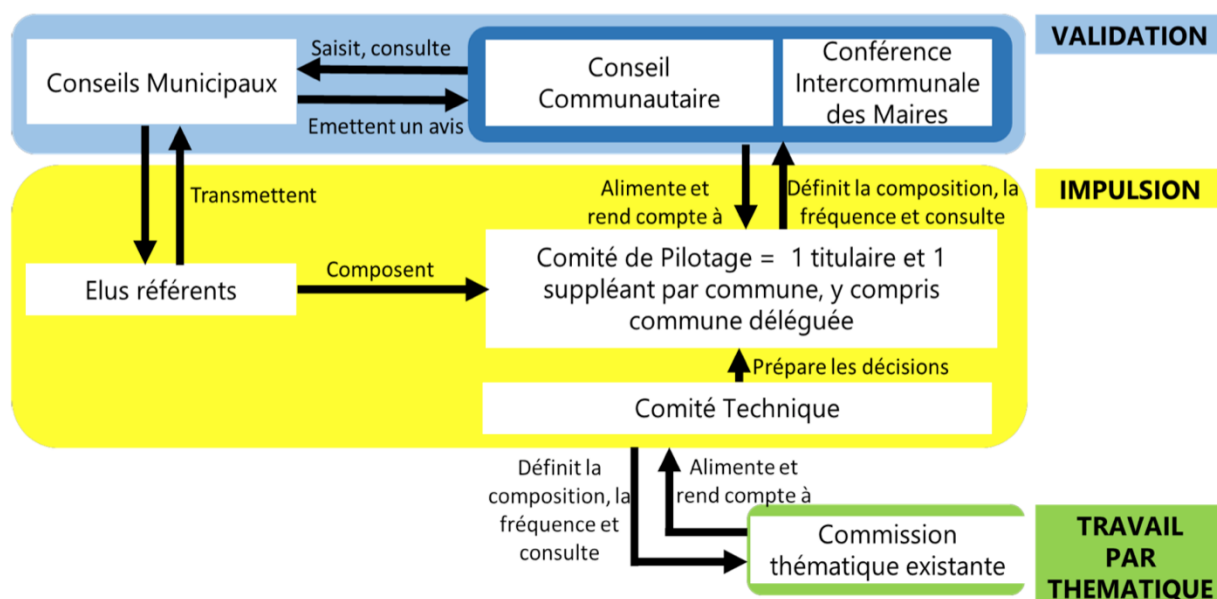 Saisit, consulte
Conseils Municipaux
Emettent un avis
Conseil
Communautaire
Conférence
Intercommunale
des Maires
VALIDATION
Transmettent
Alimente et
rend compte à
Définit la composition, la
fréquence et consulte
IMPULSION
Elus référents
Composent
Comité de Pilotage = 1 titulaire et 1
suppléant par commune, y compris
commune déléguée
Prépare les décisions
Comité Technique
Définit la
composition, la
fréquence et
consulte
Alimente et
rend compte à
Commission
thématique existante
TRAVAIL
PAR
THEMATIQUE